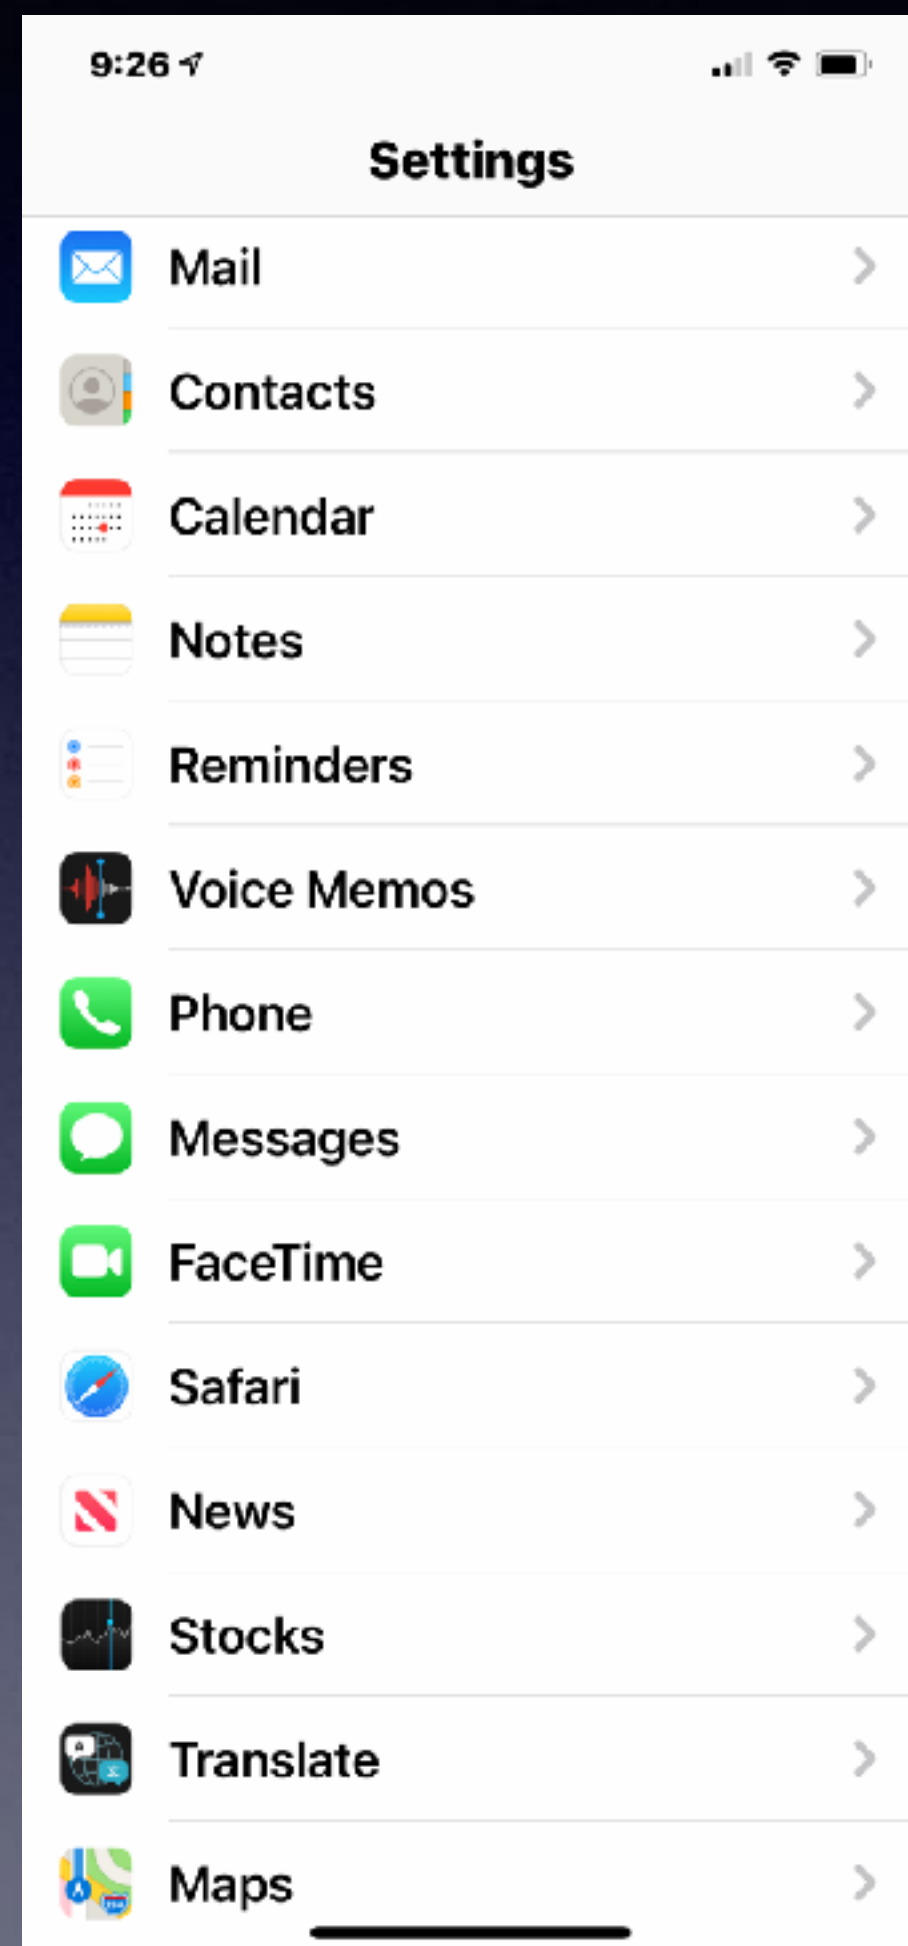 9:26
Settings
Mail
Contacts
Calendar
Notes
Reminders
Voice Memos
Phone
Messages
FaceTime
Safari
News
Stocks
Translate
Maps